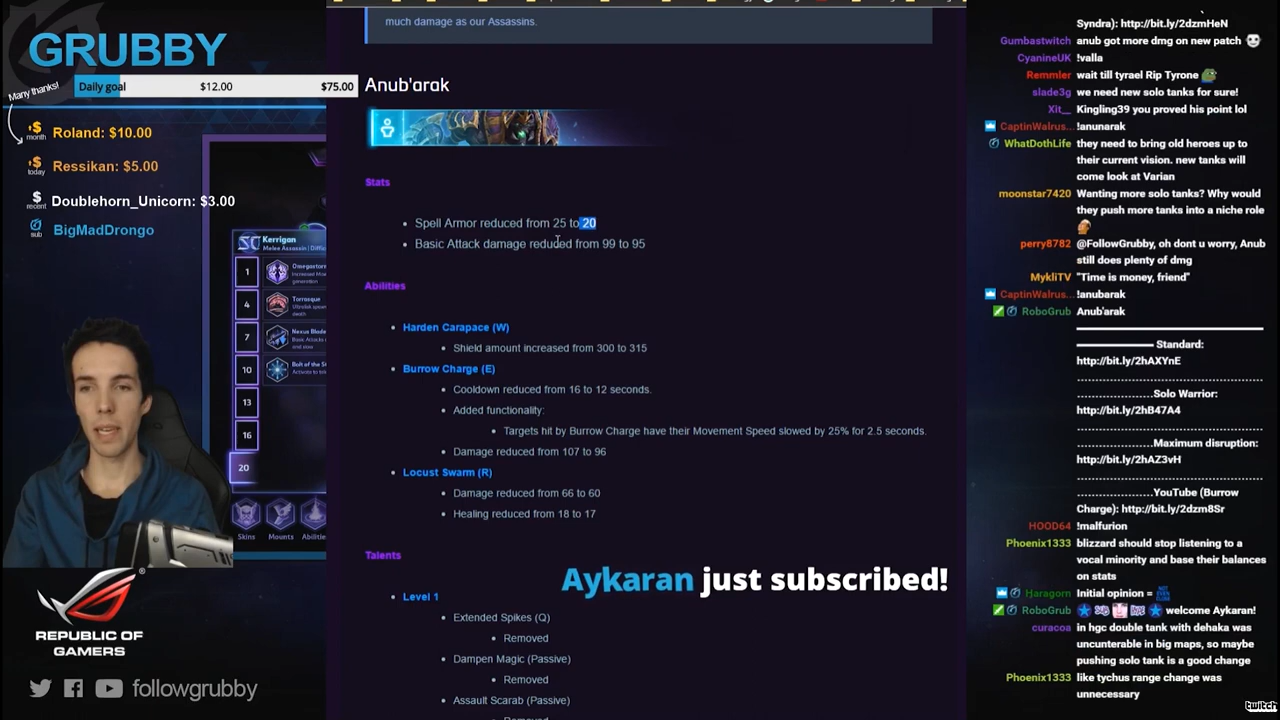 GRUBBY
Many thanks!
Daily goal
$12.00
$75.00
$
month
Roland: $10.00
$
today
Ressikan: $5.00
$
recent
Doublehorn_Unicorn: $3.00
sub
BigMadDrongo
Kerrigan
1
4
7
10
13
16
20
Skins
Mounts
REPUBLIC OF
GAMERS
followgrubby
much damage as our Assassins.
Anub'arak
Stats
Spell Armor reduced from 25 to 20
Basic Attack damage reduced from 99 to 95
Abilities
Harden Carapace (W)
Shield amount increased from 300 to 315
Burrow Charge (E)
Cooldown reduced from 16 to 12 seconds.
Added functionality:
Targets hit by Burrow Charge have their Movement Speed slowed by 25% for 2.5 seconds.
Damage reduced from 107 to 96
Locust Swarm (R)
Damage reduced from 66 to 60
Healing reduced from 18 to 17
Talents
Level 1
Extended Spikes (Q)
Removed
Dampen Magic (Passive)
Removed
Assault Scarab (Passive)
Aykaran just subscribed!
Syndra): http://bit.ly/2dzmHeN
Gumbastwitch anub got more dmg on new patch
CyanineUK !valla
Remmler wait till tyrael Rip Tyrone
slade3g we need new solo tanks for sure!
Xit__ Kingling39 you proved his point lol
CaptinWalrus... !anunarak
WhatDothLife they need to bring old heroes up to
their current vision. new tanks will
come look at Varian
moonstar7420 Wanting more solo tanks? Why would
they push more tanks into a niche role
perry8782 @FollowGrubby, oh dont u worry, Anub
still does plenty of dmg
MykliTV "Time is money, friend"
CaptinWalrus... !anubarak
RoboGrub Anub'arak
Standard:
http://bit.ly/2hAXYnE
Solo Warrior:
http://bit.ly/2hB47A4
Maximum disruption:
http://bit.ly/2hAZ3vH
YouTube (Burrow
Charge): http://bit.ly/2dzm8Sr
HOOD64 !malfurion
Phoenix1333 blizzard should stop listening to a
vocal minority and base their balances
on stats
Haragorn Initial opinion =
RoboGrub welcome Aykaran!
curacoa in hgc double tank with dehaka was
uncunterable in big maps, so maybe
pushing solo tank is a good change
Phoenix1333 like tychus range change was
unnecessary
twitch